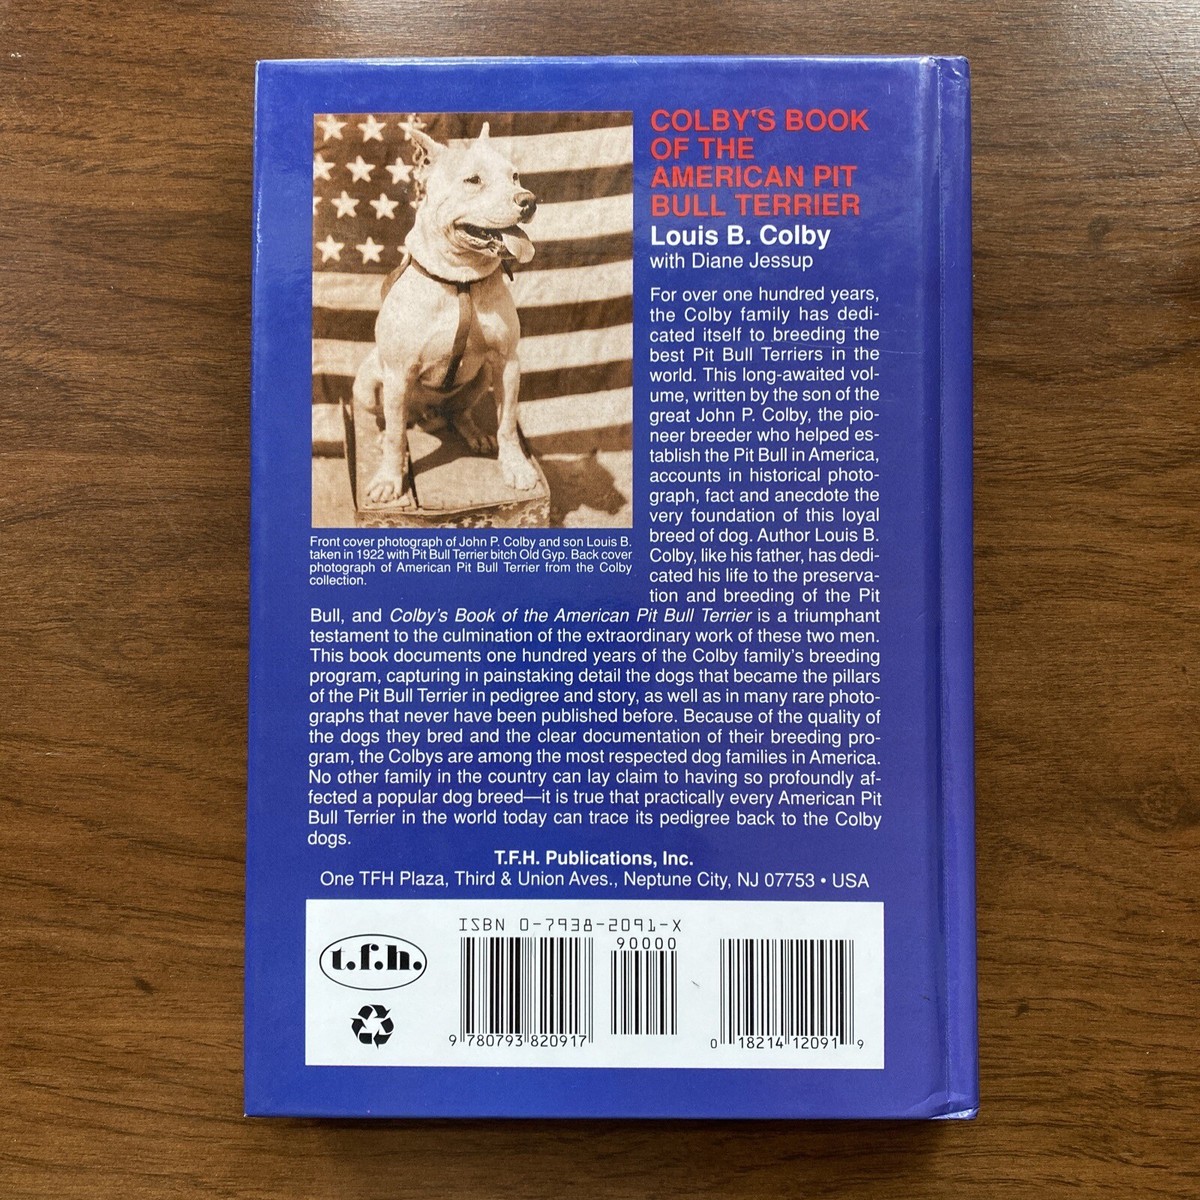 COLBY'S BOOK
OF THE
AMERICAN PIT
BULL TERRIER
Louis B. Colby
with Diane Jessup
For over one hundred years,
the Colby family has dedi-
cated itself to breeding the
best Pit Bull Terriers in the
world. This long-awaited vol-
ume, written by the son of the
great John P. Colby, the pio-
neer breeder who helped es-
tablish the Pit Bull in America,
accounts in historical photo-
graph, fact and anecdote the
very foundation of this loyal
breed of dog. Author Louis B.
Colby, like his father, has dedi-
cated his life to the preserva-
tion and breeding of the Pit
Front cover photograph of John P. Colby and son Louis B.
taken in 1922 with Pit Bull Terrier bitch Old Gyp. Back cover
photograph of American Pit Bull Terrier from the Colby
collection.
Bull, and Colby's Book of the American Pit Bull Terrier is a triumphant
testament to the culmination of the extraordinary work of these two men.
This book documents one hundred years of the Colby family's breeding
program, capturing in painstaking detail the dogs that became the pillars
of the Pit Bull Terrier in pedigree and story, as well as in many rare photo-
graphs that never have been published before. Because of the quality of
the dogs they bred and the clear documentation of their breeding pro-
gram, the Colbys are among the most respected dog families in America.
No other family in the country can lay claim to having so profoundly af-
fected a popular dog breed—it is true that practically every American Pit
Bull Terrier in the world today can trace its pedigree back to the Colby
dogs.
T.F.H. Publications, Inc.
One TFH Plaza, Third & Union Aves., Neptune City, NJ 07753 • USA
t.f.h.
ISBN 0-7938-2091-X
90000
9 780793 820917
0 18214 12091 9